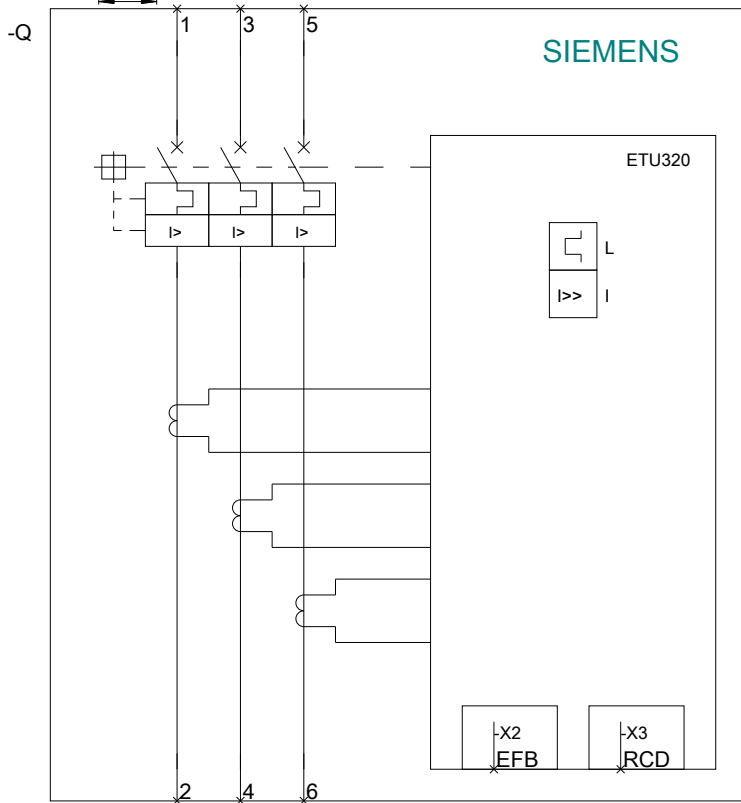 -Q
1 3 5
SIEMENS
ETU320
I> I> I>
L
I>> I
-X2 -X3
EFB RCD
2 4 6